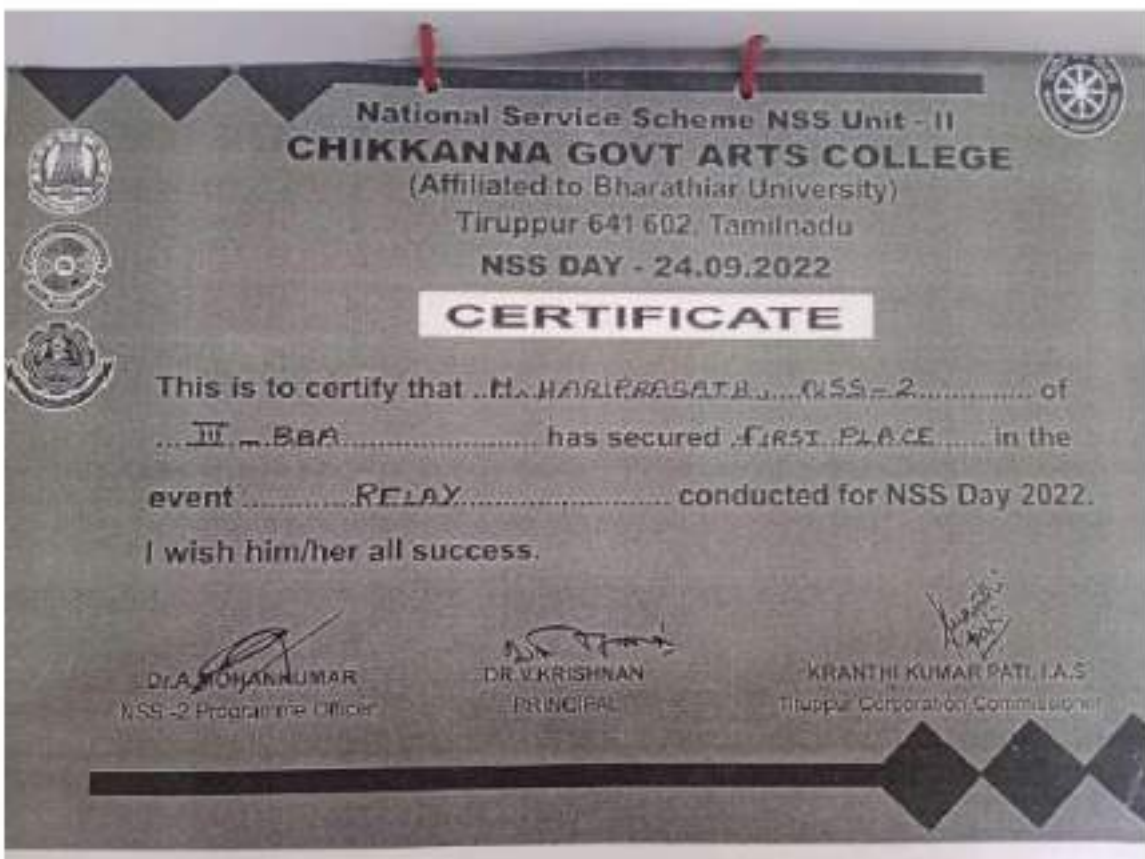 National Service Scheme NSS Unit - II
CHIKKANNA GOVT ARTS COLLEGE
(Affiliated to Bharathiar University)
Tiruppur 641 602, Tamilnadu
NSS DAY - 24.09.2022
CERTIFICATE
This is to certify that ..M. HARIPRASATH., ...NSS-2............. of
....III - BBA...................... has secured .FIRST PLACE...... in the
event ............RELAY......................... conducted for NSS Day 2022.
I wish him/her all success.
Dr.A.MOHANKUMAR DR.V.KRISHNAN KRANTHI KUMAR PATI, I.A.S
NSS -2 Programme Officer PRINCIPAL Tiruppur Corporation Commissioner